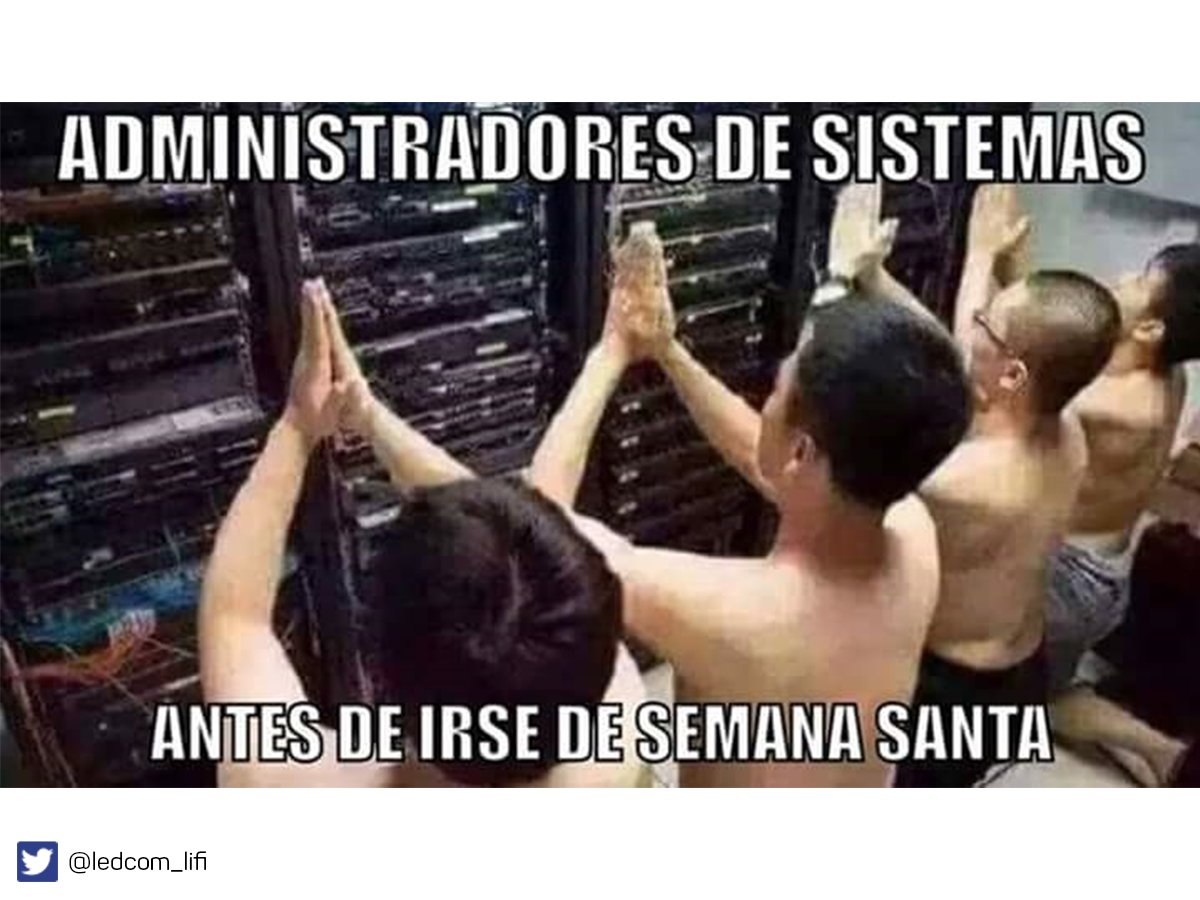 ADMINISTRADORES DE SISTEMAS
ANTES DE IRSE DE SEMANA SANTA
@ledcom_lifi